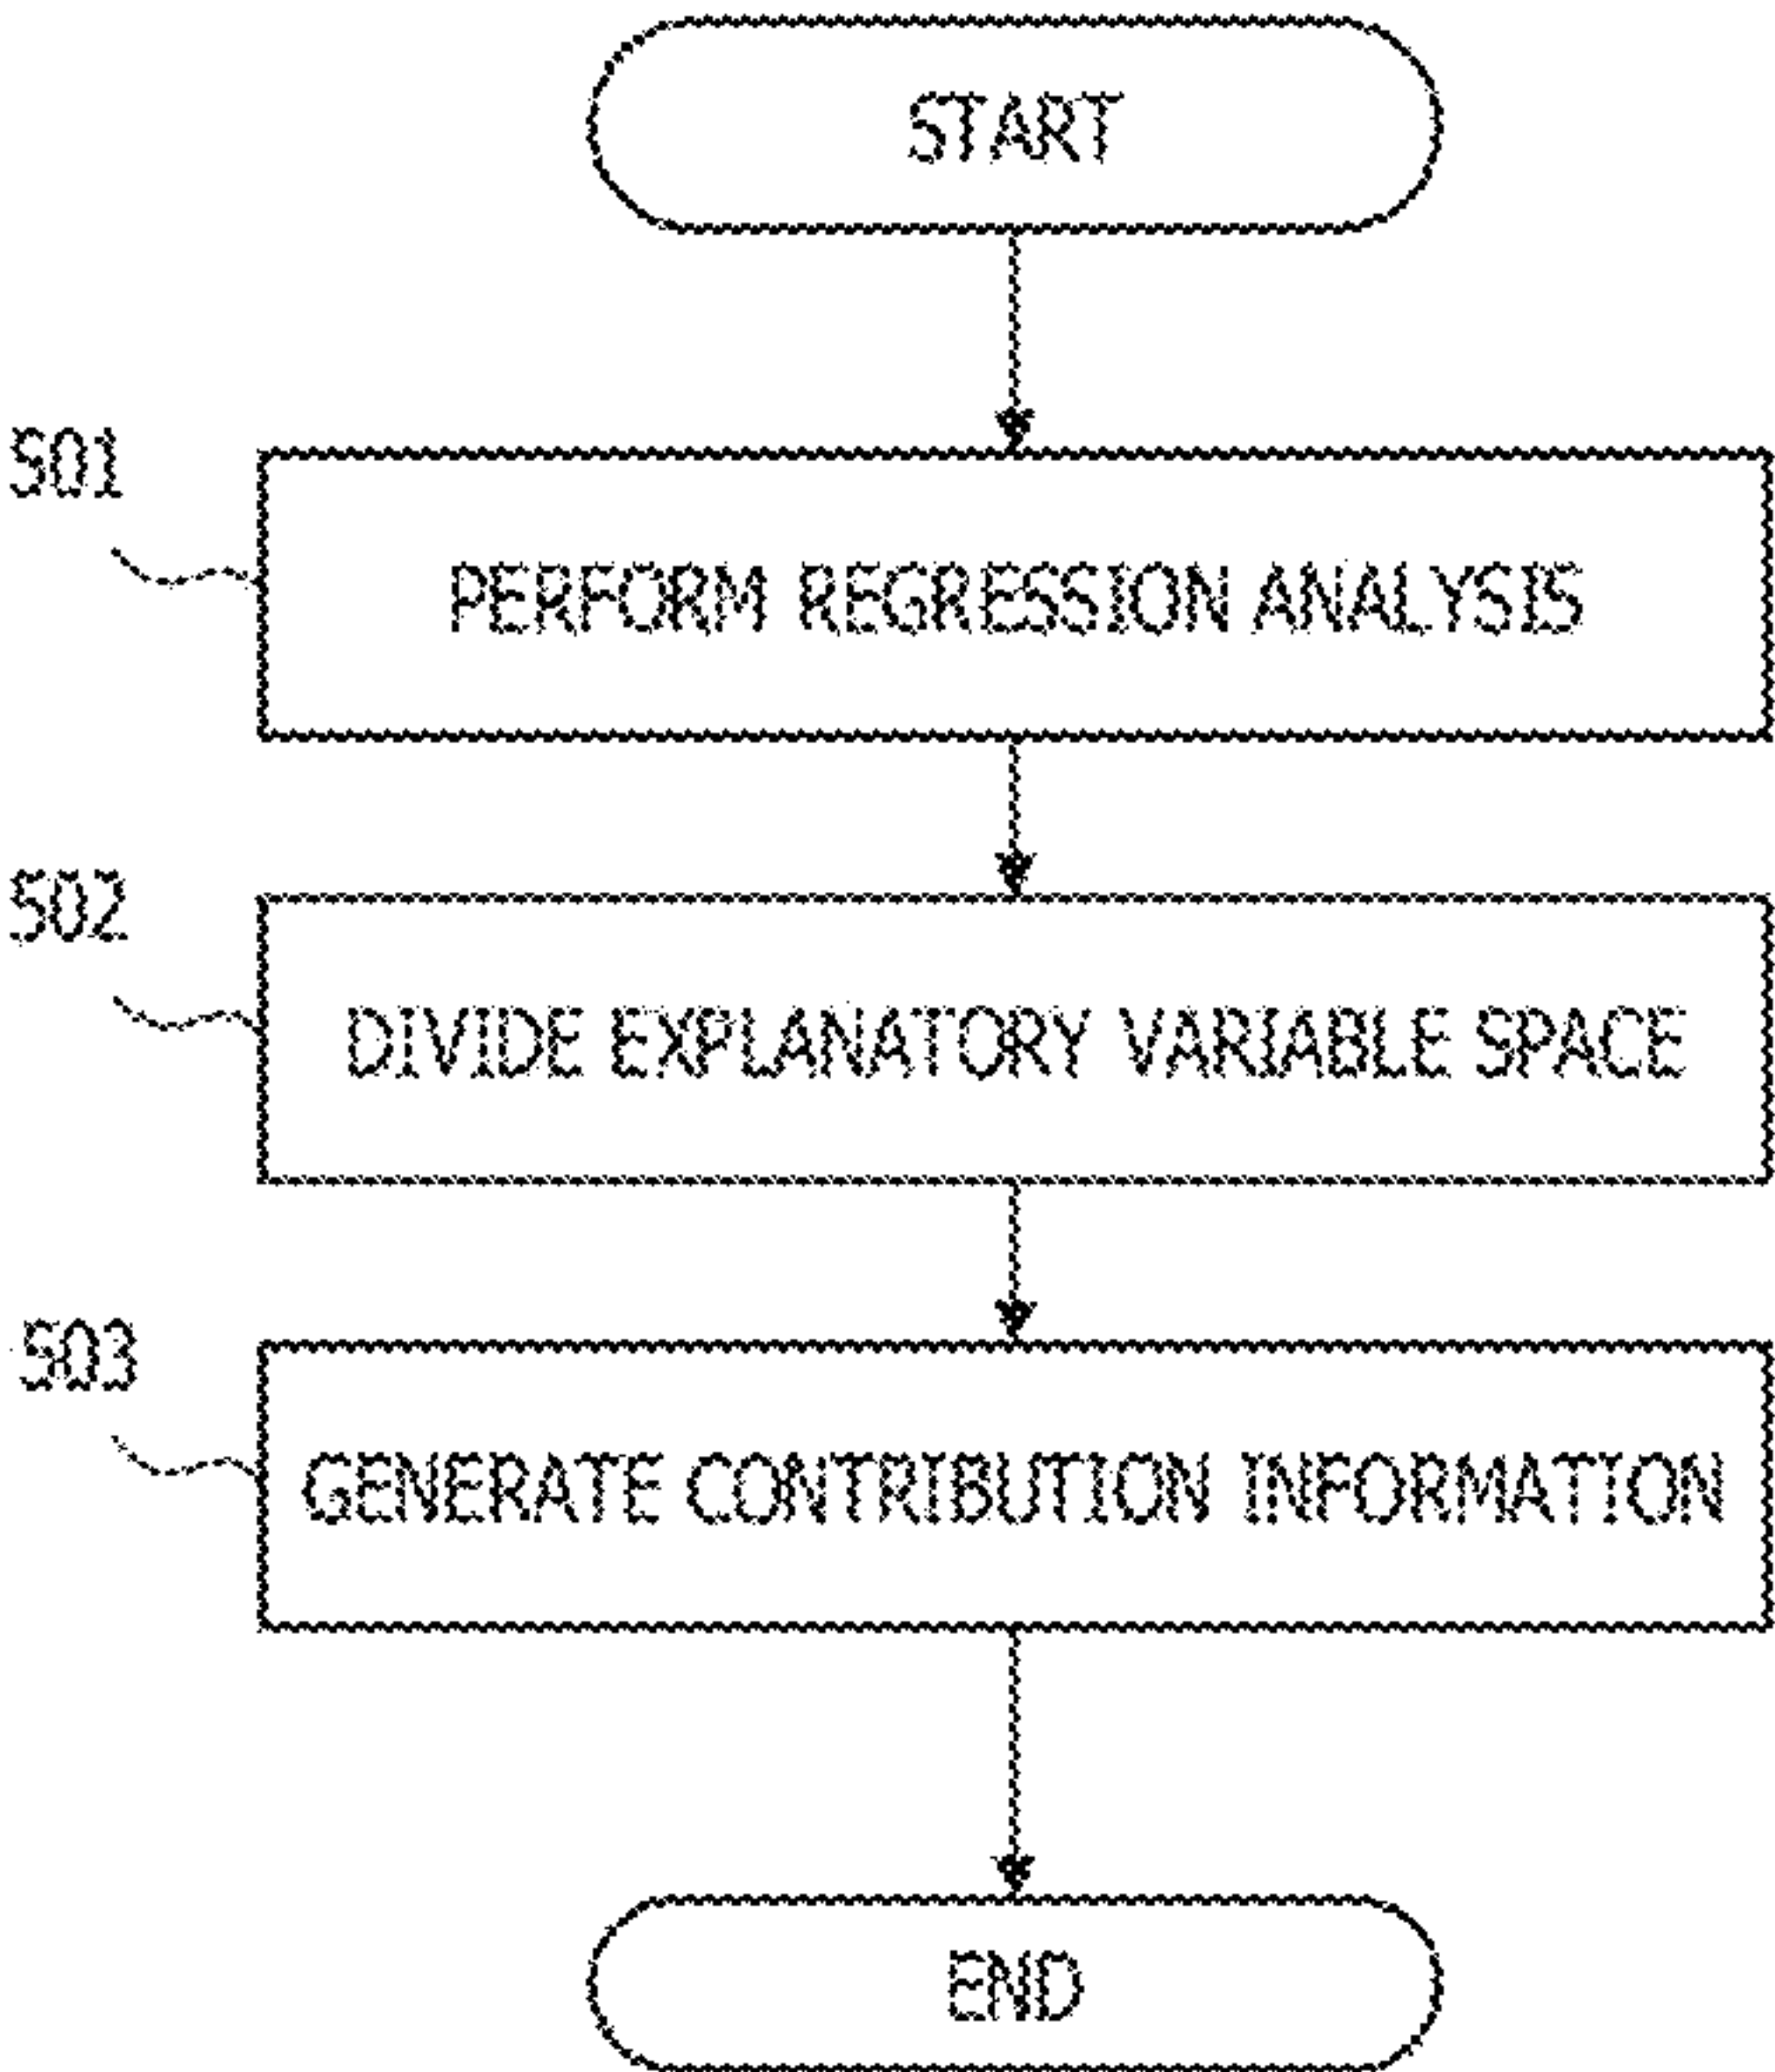 START
501
PERFORM REGRESSION ANALYSIS
502
DIVIDE EXPLANATORY VARIABLE SPACE
503
GENERATE CONTRIBUTION INFORMATION
END